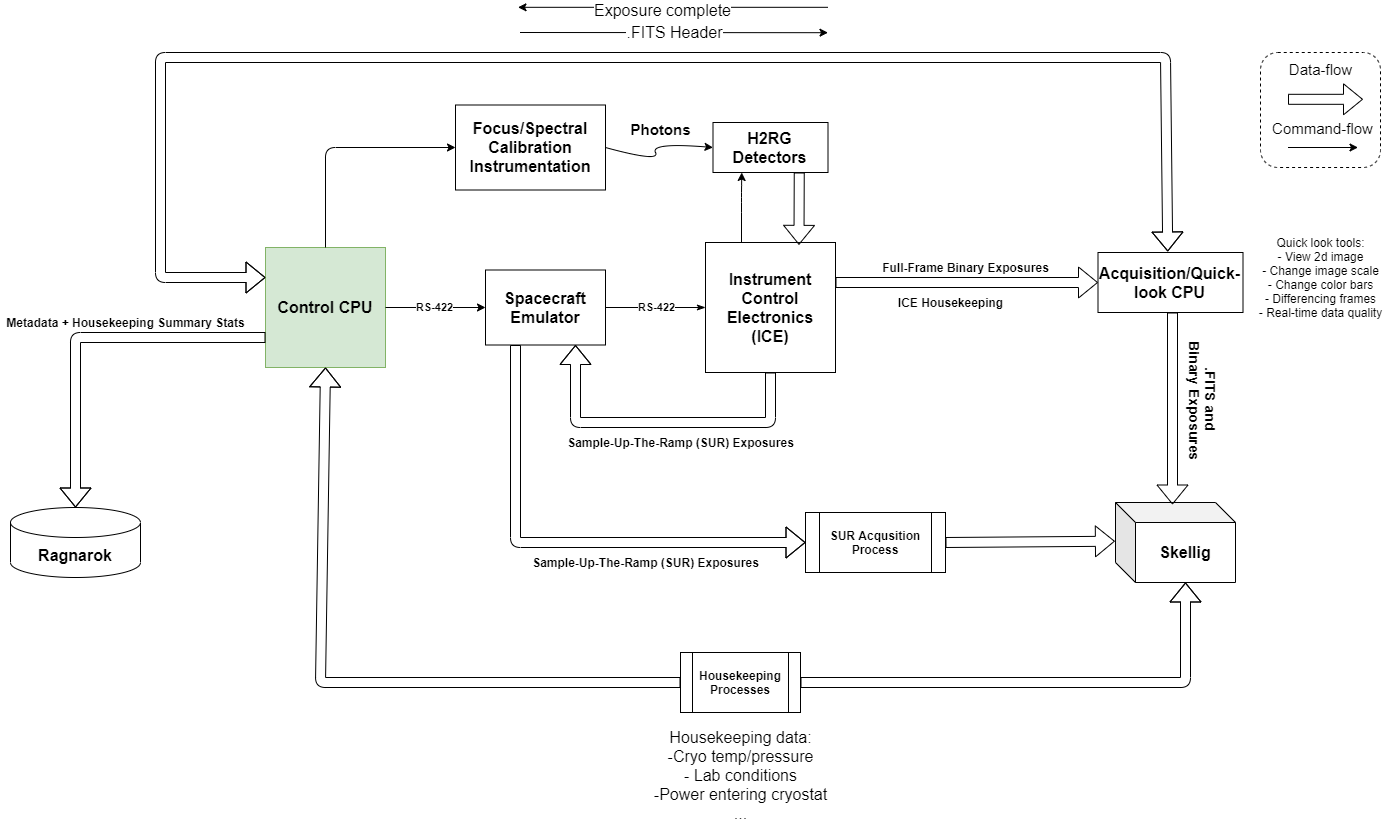 Exposure complete
.FITS Header
Data-flow
Command-flow
Focus/Spectral
Calibration
Instrumentation
Photons
H2RG
Detectors
Quick look tools:
- View 2d image
- Change image scale
- Change color bars
- Differencing frames
- Real-time data quality
Control CPU
RS-422
Spacecraft
Emulator
RS-422
Instrument
Control
Electronics
(ICE)
Full-Frame Binary Exposures
ICE Housekeeping
Acquisition/Quick-
look CPU
Metadata + Housekeeping Summary Stats
.FITS and
Binary Exposures
Sample-Up-The-Ramp (SUR) Exposures
Ragnarok
Sample-Up-The-Ramp (SUR) Exposures
SUR Acqusition
Process
Skellig
Housekeeping
Processes
Housekeeping data:
-Cryo temp/pressure
- Lab conditions
-Power entering cryostat
...